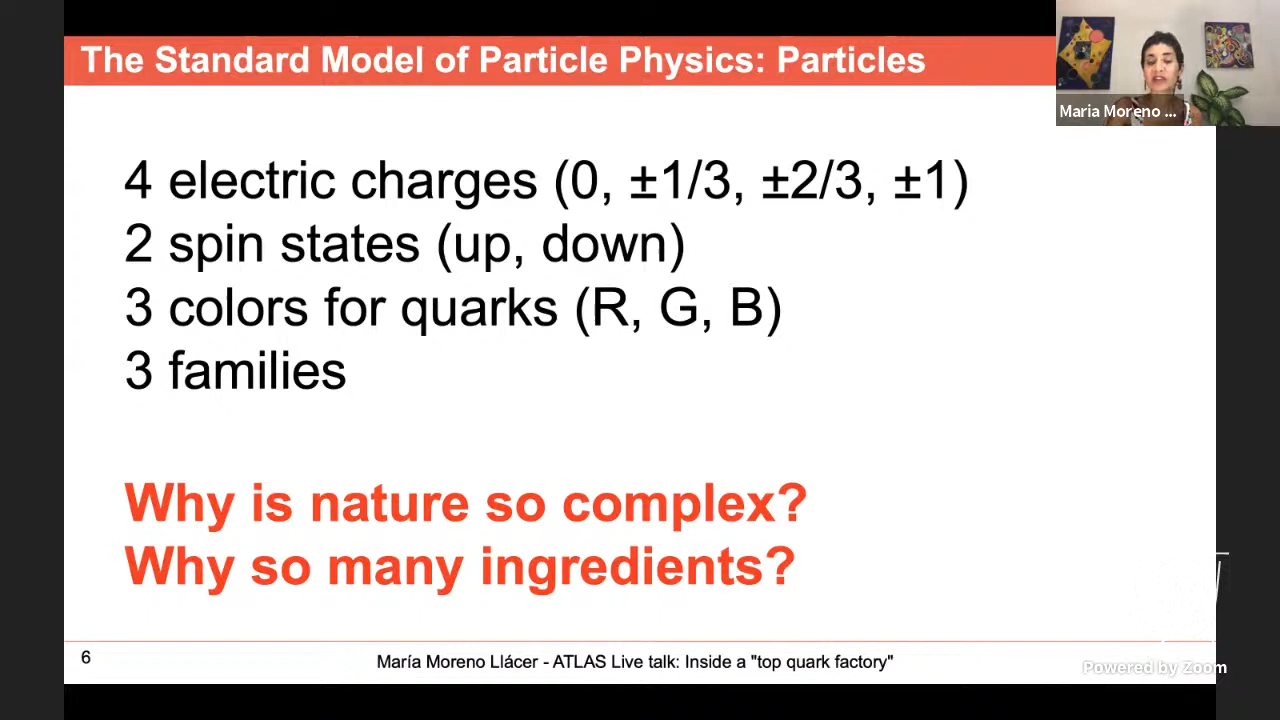 The Standard Model of Particle Physics: Particles
Maria Moreno ...
4 electric charges (0, ±1/3, ±2/3, ±1)
2 spin states (up, down)
3 colors for quarks (R, G, B)
3 families
Why is nature so complex?
Why so many ingredients?
6
María Moreno Llácer - ATLAS Live talk: Inside a "top quark factory"
Powered by Zoom